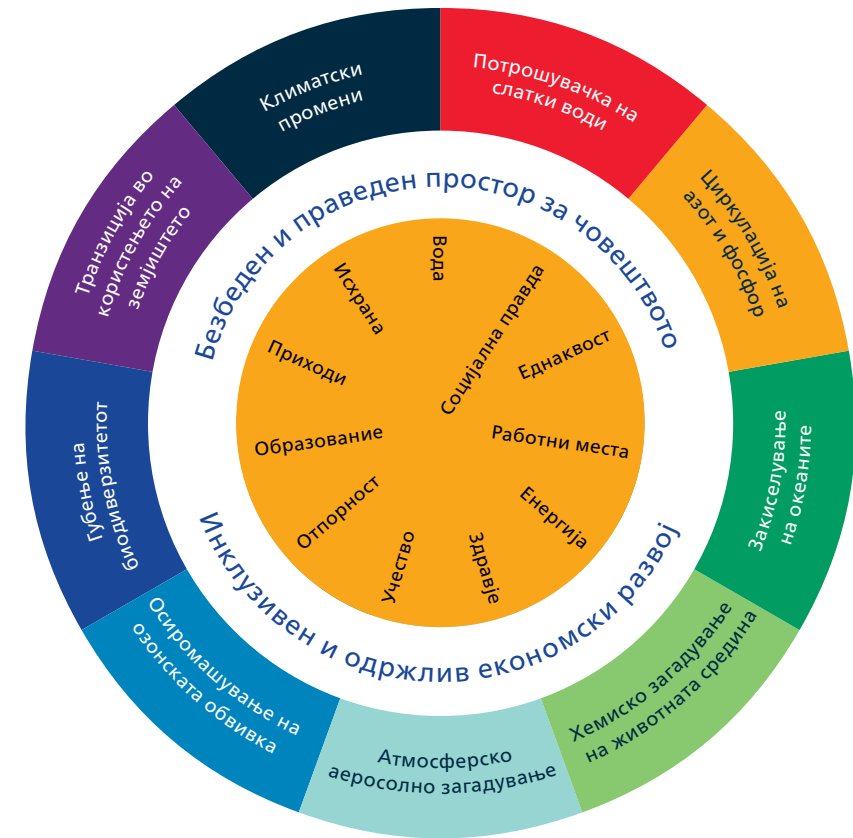 Климатски
промени
Потрошувачка на
слатки води
Циркулација на
азот и фосфор
Закиселување
на океаните
Хемиско загадување
на животната средина
Атмосферско
аеросолно загадување
Осиромашување на
озонската обвивка
Губење на
биодиверзитетот
Транзиција во
користењето на
земјиштето
Безбеден и праведен простор за човештвото
Инклузивен и одржлив економски развој
Вода
Социјална правда
Еднаквост
Работни места
Енергија
Здравје
Учество
Отпорност
Образование
Приходи
Исхрана